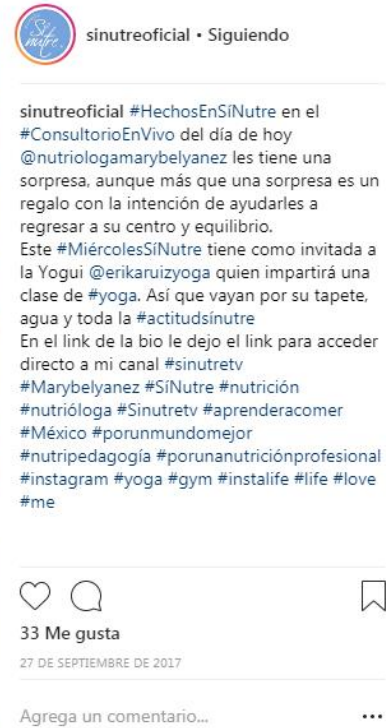 Sí
nutre.
sinutreoficial • Siguiendo
sinutreoficial #HechosEnSíNutre en el
#ConsultorioEnVivo del día de hoy
@nutriologamarybelyanez les tiene una
sorpresa, aunque más que una sorpresa es un
regalo con la intención de ayudarles a
regresar a su centro y equilibrio.
Este #MiércolesSíNutre tiene como invitada a
la Yogui @erikaruizyoga quien impartirá una
clase de #yoga. Así que vayan por su tapete,
agua y toda la #actitudsínutre
En el link de la bio le dejo el link para acceder
directo a mi canal #sinutretv
#Marybelyanez #SíNutre #nutrición
#nutrióloga #Sinutretv #aprenderacomer
#México #porunmundomejor
#nutripedagogía #porunanutriciónprofesional
#instagram #yoga #gym #instalife #life #love
#me
33 Me gusta
27 DE SEPTIEMBRE DE 2017
Agrega un comentario...